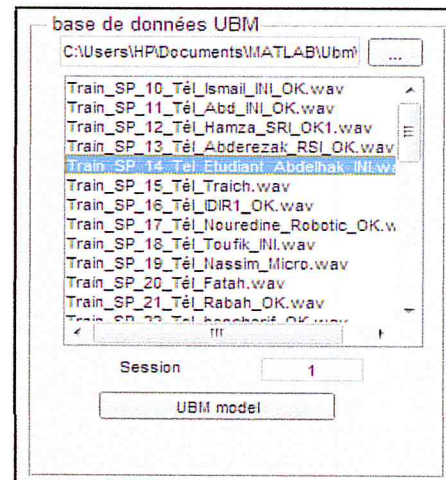 base de données UBM
C:\Users\HP\Documents\MATLAB\Ubm\ ...
Train_SP_10_Tél_Ismail_INI_OK.wav
Train_SP_11_Tél_Abd_INI_OK.wav
Train_SP_12_Tél_Hamza_SRI_OK1.wav
Train_SP_13_Tél_Abderezak_RSI_OK.wav
Train_SP_14_Tél_Etudiant_Abdelhak_INI.wa
Train_SP_15_Tél_Traich.wav
Train_SP_16_Tél_IDIR1_OK.wav
Train_SP_17_Tél_Nouredine_Robotic_OK.w
Train_SP_18_Tél_Toufik_INI.wav
Train_SP_19_Tél_Nassim_Micro.wav
Train_SP_20_Tél_Fatah.wav
Train_SP_21_Tél_Rabah_OK.wav
Session 1
UBM model